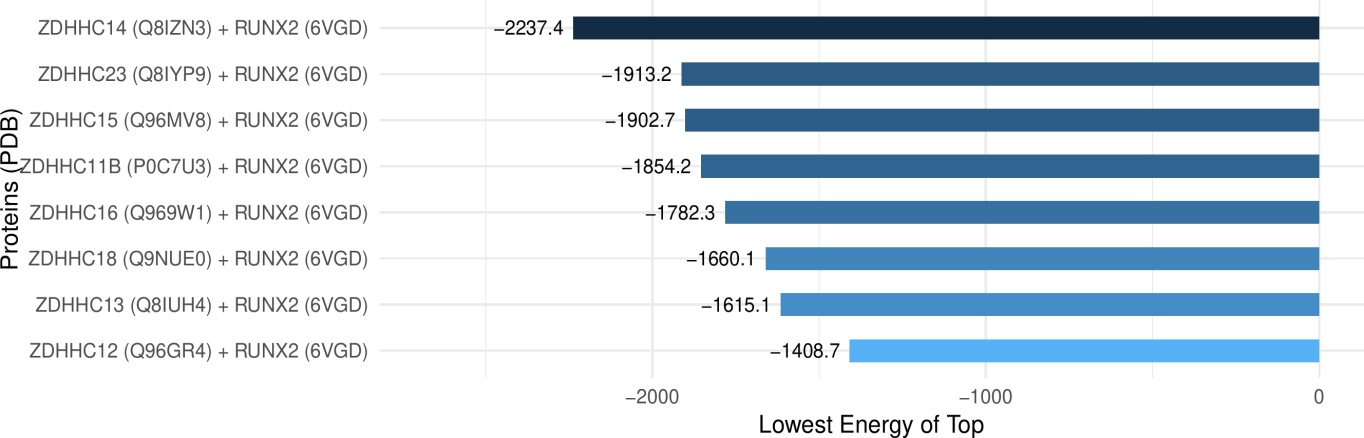 Proteins (PDB)
ZDHHC14 (Q8IZN3) + RUNX2 (6VGD) −2237.4
ZDHHC23 (Q8IYP9) + RUNX2 (6VGD) −1913.2
ZDHHC15 (Q96MV8) + RUNX2 (6VGD) −1902.7
ZDHHC11B (P0C7U3) + RUNX2 (6VGD) −1854.2
ZDHHC16 (Q969W1) + RUNX2 (6VGD) −1782.3
ZDHHC18 (Q9NUE0) + RUNX2 (6VGD) −1660.1
ZDHHC13 (Q8IUH4) + RUNX2 (6VGD) −1615.1
ZDHHC12 (Q96GR4) + RUNX2 (6VGD) −1408.7
−2000 −1000 0
Lowest Energy of Top